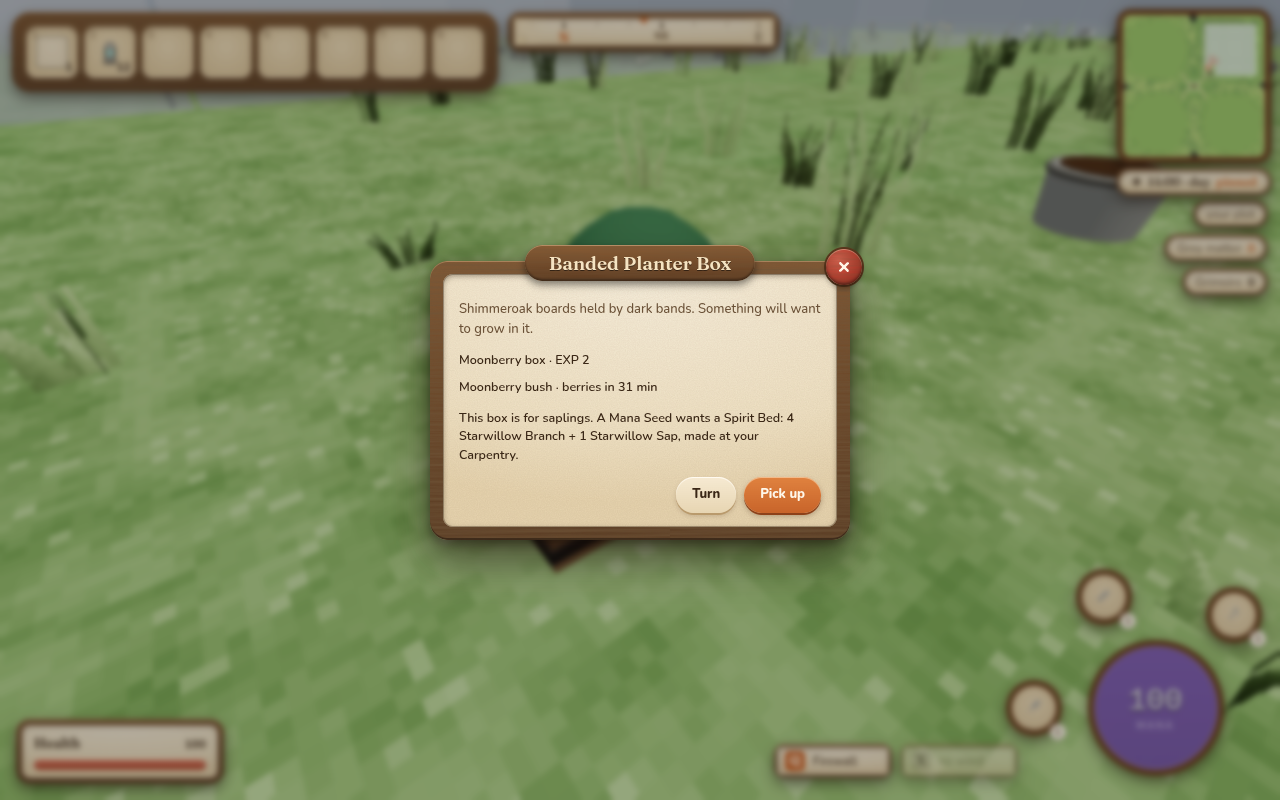 Banded Planter Box
Shimmeroak boards held by dark bands. Something will want
to grow in it.
Moonberry box · EXP 2
Moonberry bush · berries in 31 min
This box is for saplings. A Mana Seed wants a Spirit Bed: 4
Starwillow Branch + 1 Starwillow Sap, made at your
Carpentry.
Turn
Pick up
Health
100
100